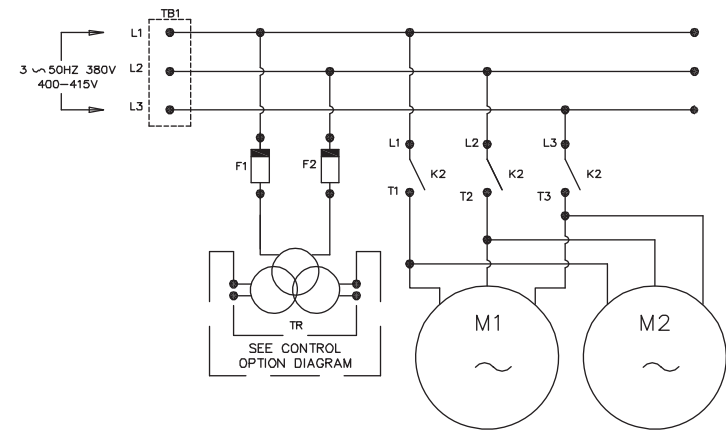 TB1
L1
3 ∿ 50HZ 380V
400–415V
L2
L3
F1
F2
L1
L2
L3
K2
K2
K2
T1
T2
T3
TR
SEE CONTROL
OPTION DIAGRAM
M1
M2